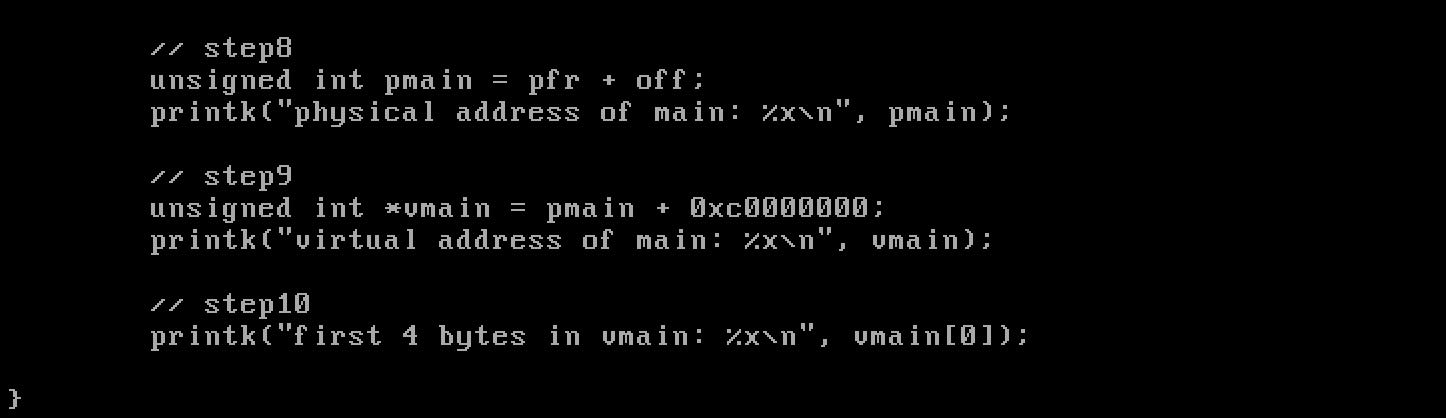 // step8
unsigned int pmain = pfr + off;
printk("physical address of main: %x\n", pmain);
// step9
unsigned int *vmain = pmain + 0xc0000000;
printk("virtual address of main: %x\n", vmain);
// step10
printk("first 4 bytes in vmain: %x\n", vmain[0]);
}